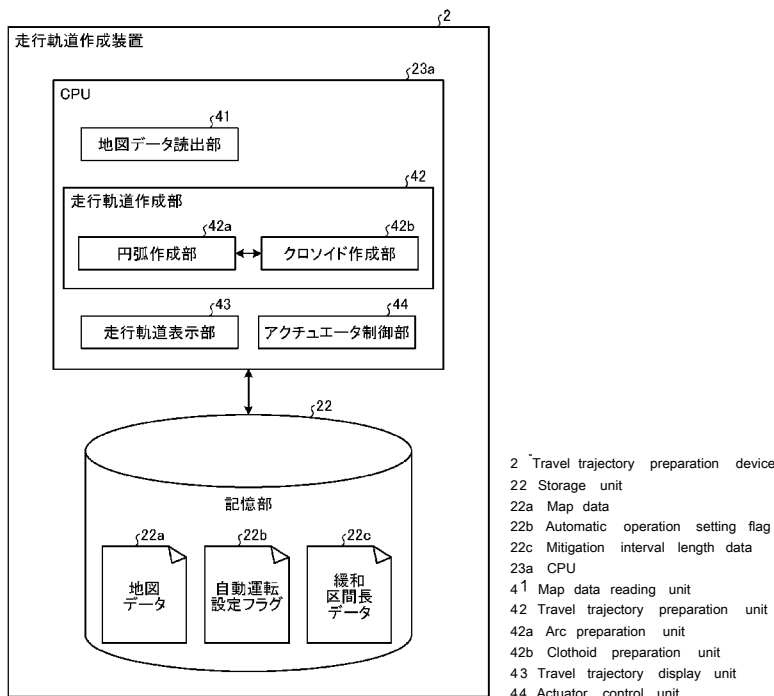 2
走行軌道作成装置
23a
CPU
41
地図データ読出部
42
走行軌道作成部
42a
42b
円弧作成部
クロソイド作成部
43
44
走行軌道表示部
アクチュエータ制御部
22
記憶部
22a
22b
22c
地図
データ
自動運転
設定フラグ
緩和
区間長
データ
2 Travel trajectory preparation device
22 Storage unit
22a Map data
22b Automatic operation setting flag
22c Mitigation interval length data
23a CPU
41 Map data reading unit
42 Travel trajectory preparation unit
42a Arc preparation unit
42b Clothoid preparation unit
43 Travel trajectory display unit
44 Actuator control unit